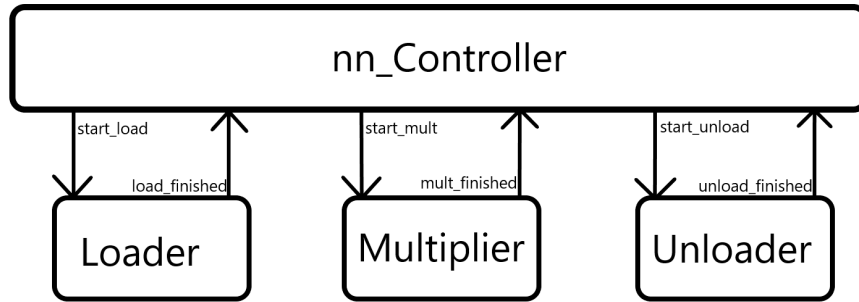 nn_Controller
start_load
start_mult
start_unload
load_finished
mult_finished
unload_finished
Loader
Multiplier
Unloader